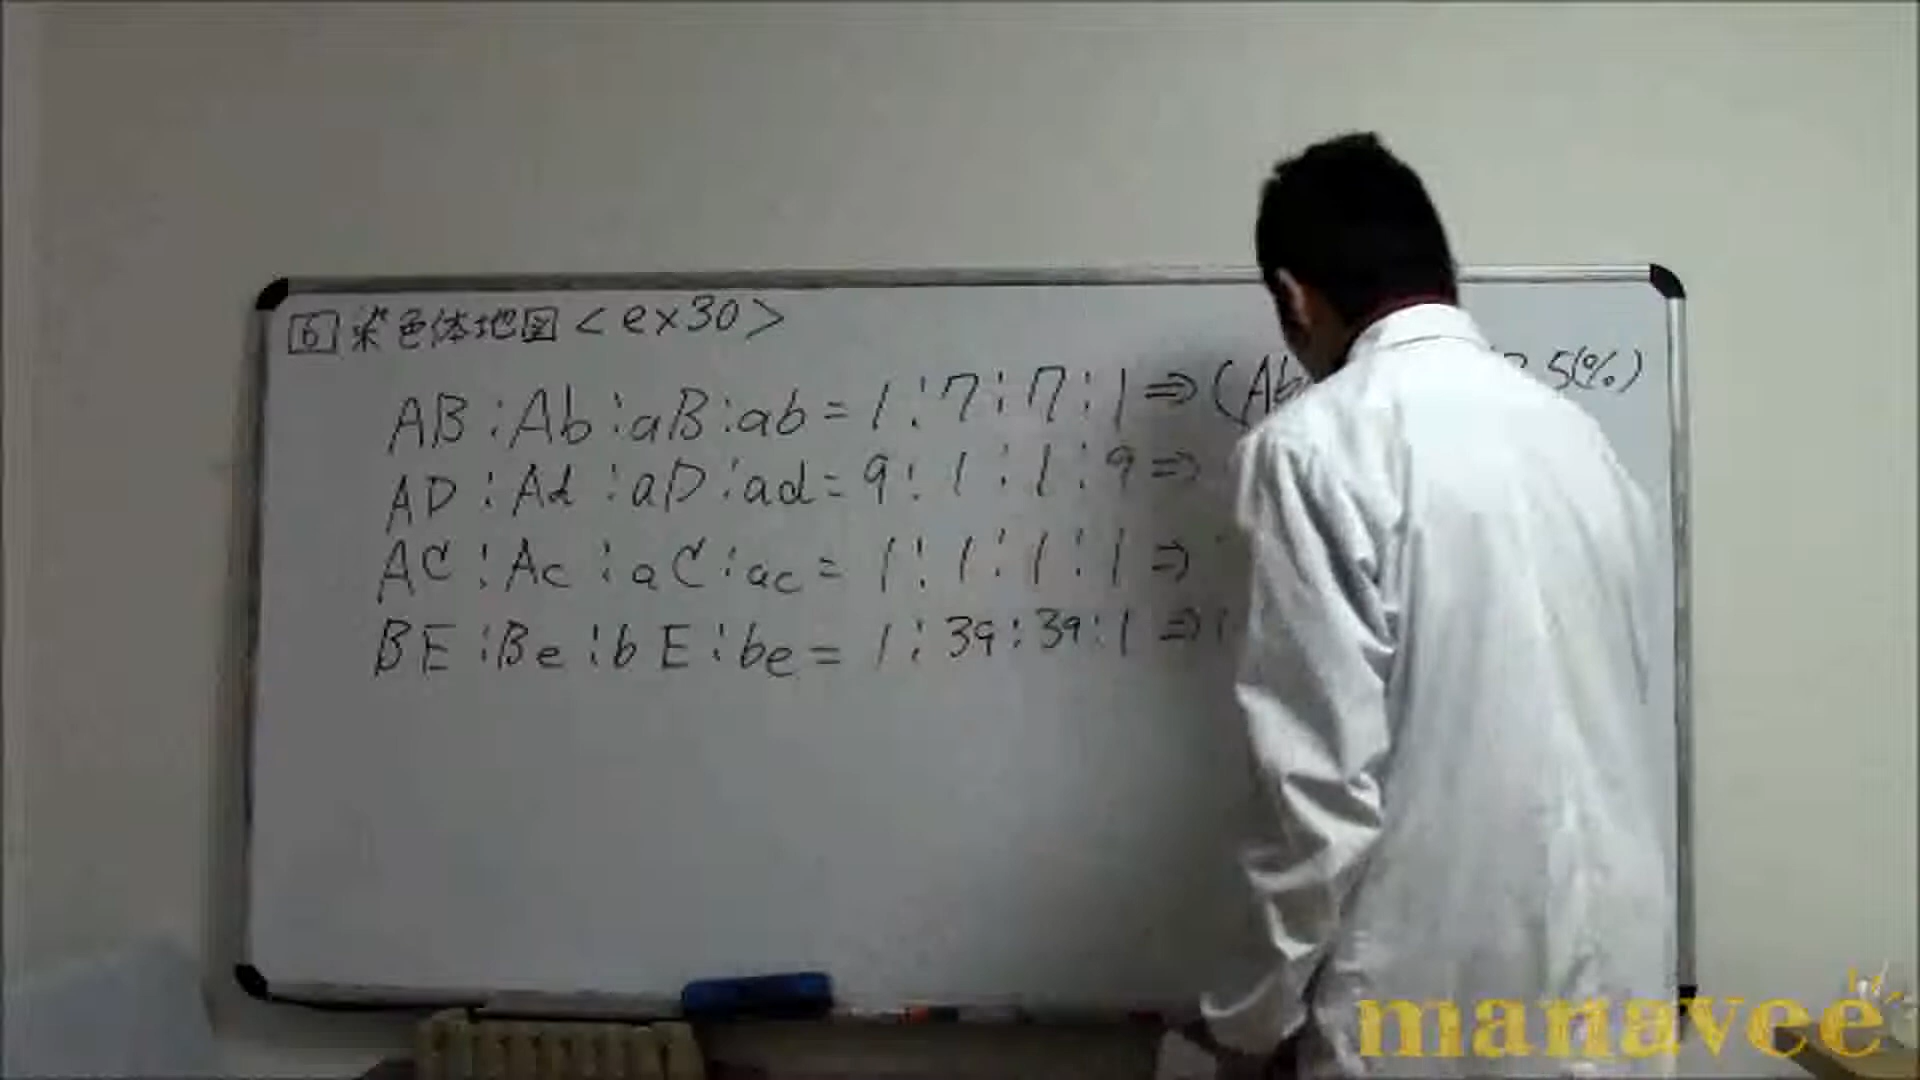 6 染色体地図 <ex30>
AB:Ab:aB:ab=1:7:7:1⇒(Ab 5(%)
AD:Ad:aD:ad=9:1:1:9⇒
AC:Ac:aC:ac=1:1:1:1⇒
BE:Be:bE:be=1:39:39:1⇒
manavee